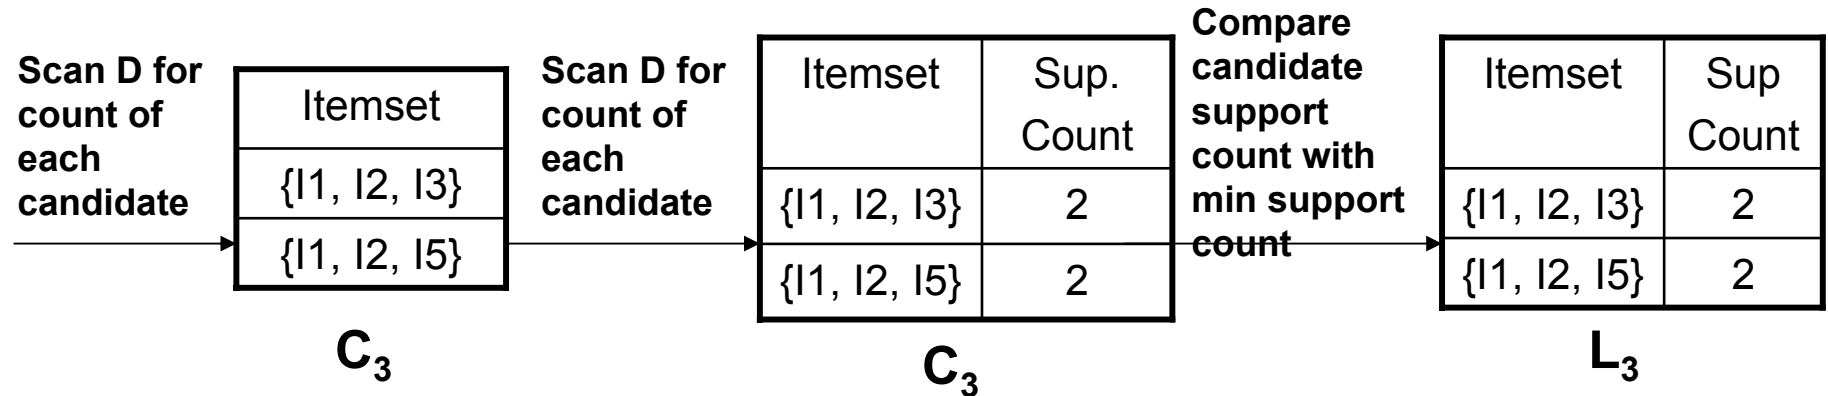 Scan D for
count of
each
candidate
Itemset
{I1, I2, I3}
{I1, I2, I5}
C3
Scan D for
count of
each
candidate
Itemset Sup.
Count
{I1, I2, I3} 2
{I1, I2, I5} 2
C3
Compare
candidate
support
count with
min support
count
Itemset Sup
Count
{I1, I2, I3} 2
{I1, I2, I5} 2
L3